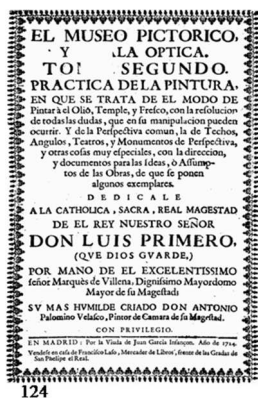 EL MUSEO PICTORICO,
Y LA OPTICA.
TO SEGUNDO.
PRACTICA DE LA PINTURA,
EN QUE SE TRATA DE EL MODO DE
Pintar à el Olio, Temple, y Fresco, con la resolucion
de todas las dudas, que en su manipulacion pueden
ocurrir. Y de la Perspectiva comun, la de Techos,
Angulos, Teatros, y Monumentos de Perspectiva,
y otras cosas muy especiales, con la direccion,
y documentos para las Ideas, ò Assump-
tos de las Obras, de que se ponen
algunos exemplares.
DEDICALE
A LA CATHOLICA, SACRA, REAL MAGESTAD
DE EL REY NUESTRO SEÑOR
DON LUIS PRIMERO,
(QUE DIOS GUARDE,)
POR MANO DE EL EXCELENTISSIMO
señor Marquès de Villena, Dignissimo Mayordomo
Mayor de su Magestad:
SU MAS HUMILDE CRIADO DON ANTONIO
Palomino Velasco, Pintor de Camara de su Magestad.
CON PRIVILEGIO.
EN MADRID: Por la Viuda de Juan Garcia Infançon. Año de 1724.
Vendese en casa de Francisco Laso, Mercader de Libros, frente de las Gradas de
San Phelipe el Real.
124